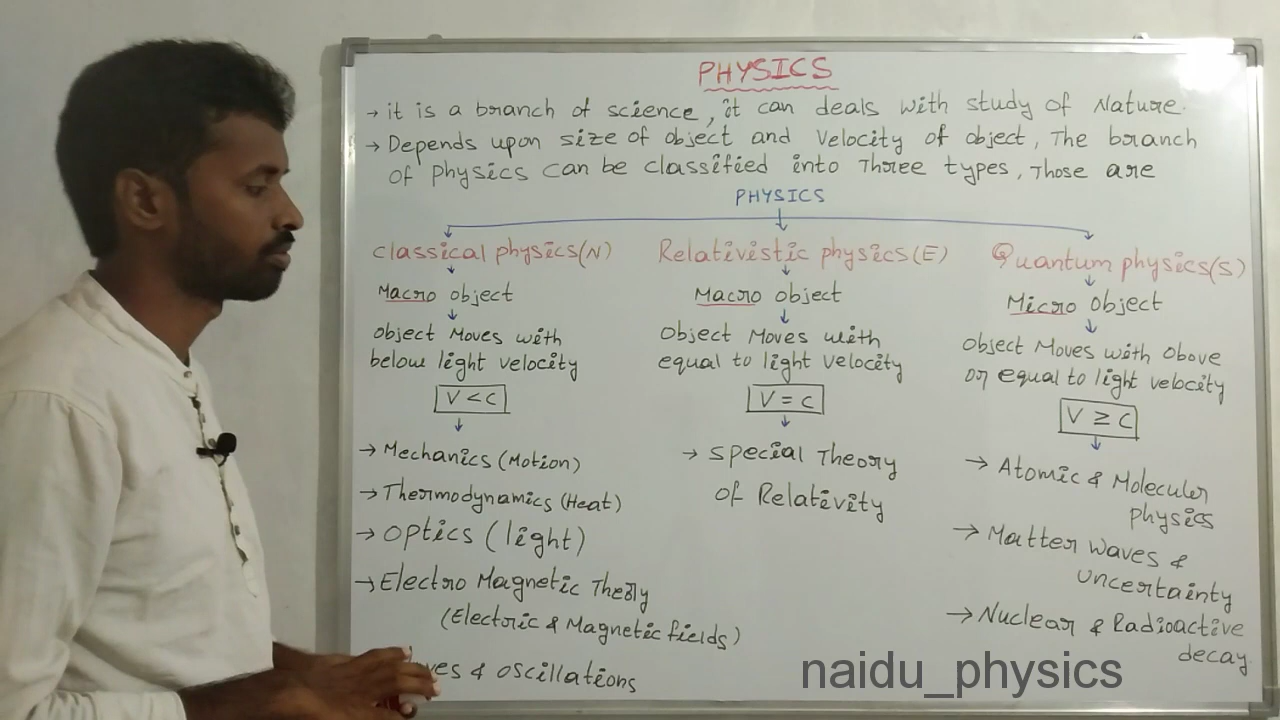 PHYSICS
→ it is a branch of science, it can deals with study of Nature.
→ Depends upon size of object and velocity of object, The branch
of physics can be classified into Three types, Those are
PHYSICS
classical physics(N)
Macro object
object Moves with
below light velocity
V < C
→ Mechanics (Motion)
→ Thermodynamics (Heat)
→ Optics (light)
→ Electro Magnetic Theory
(Electric & Magnetic fields)
& oscillations
Relativistic physics(E)
Macro object
Object Moves with
equal to light velocity
V = C
→ Special Theory
of Relativity
Quantum physics(S)
Micro object
object Moves with above
or equal to light velocity
V ≥ C
→ Atomic & Molecular
physics
→ Matter waves &
uncertainty
→ Nuclear & Radioactive
decay
naidu_physics